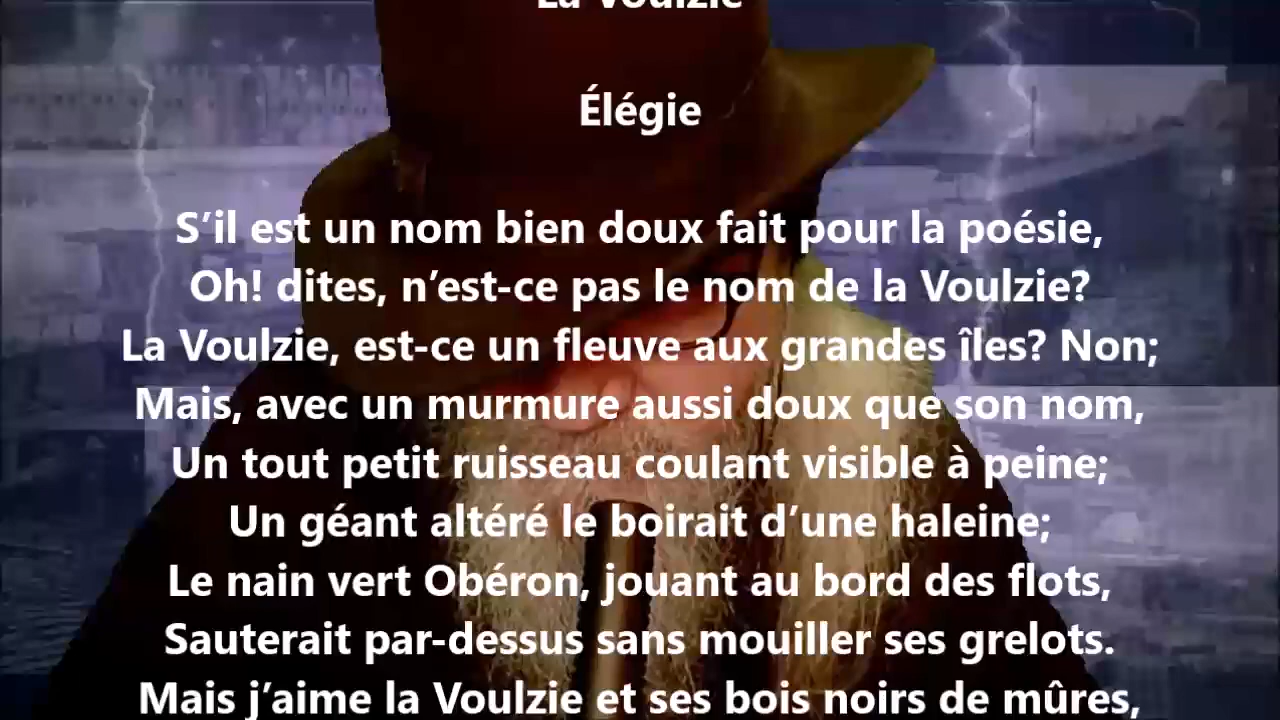 La Voulzie
Élégie
S’il est un nom bien doux fait pour la poésie,
Oh! dites, n’est-ce pas le nom de la Voulzie?
La Voulzie, est-ce un fleuve aux grandes îles? Non;
Mais, avec un murmure aussi doux que son nom,
Un tout petit ruisseau coulant visible à peine;
Un géant altéré le boirait d’une haleine;
Le nain vert Obéron, jouant au bord des flots,
Sauterait par-dessus sans mouiller ses grelots.
Mais j’aime la Voulzie et ses bois noirs de mûres,